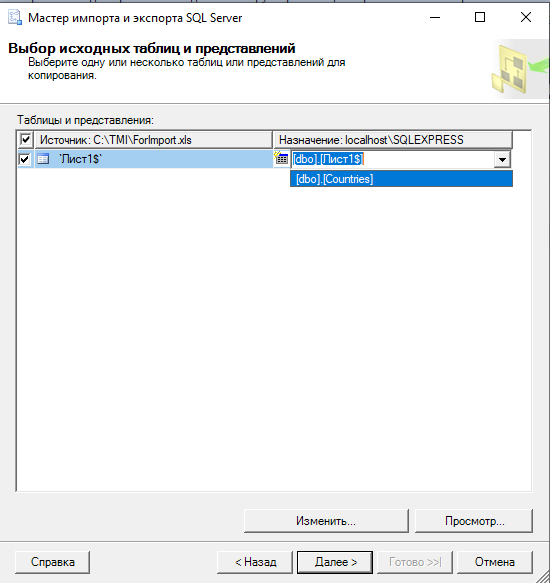 Мастер импорта и экспорта SQL Server
Выбор исходных таблиц и представлений
Выберите одну или несколько таблиц или представлений для
копирования.
Таблицы и представления:
Источник: C:\TMI\ForImport.xls Назначение: localhost\SQLEXPRESS
`Лист1$` [dbo].[Лист1$]
[dbo].[Countries]
Изменить... Просмотр...
Справка < Назад Далее > Готово >>| Отмена